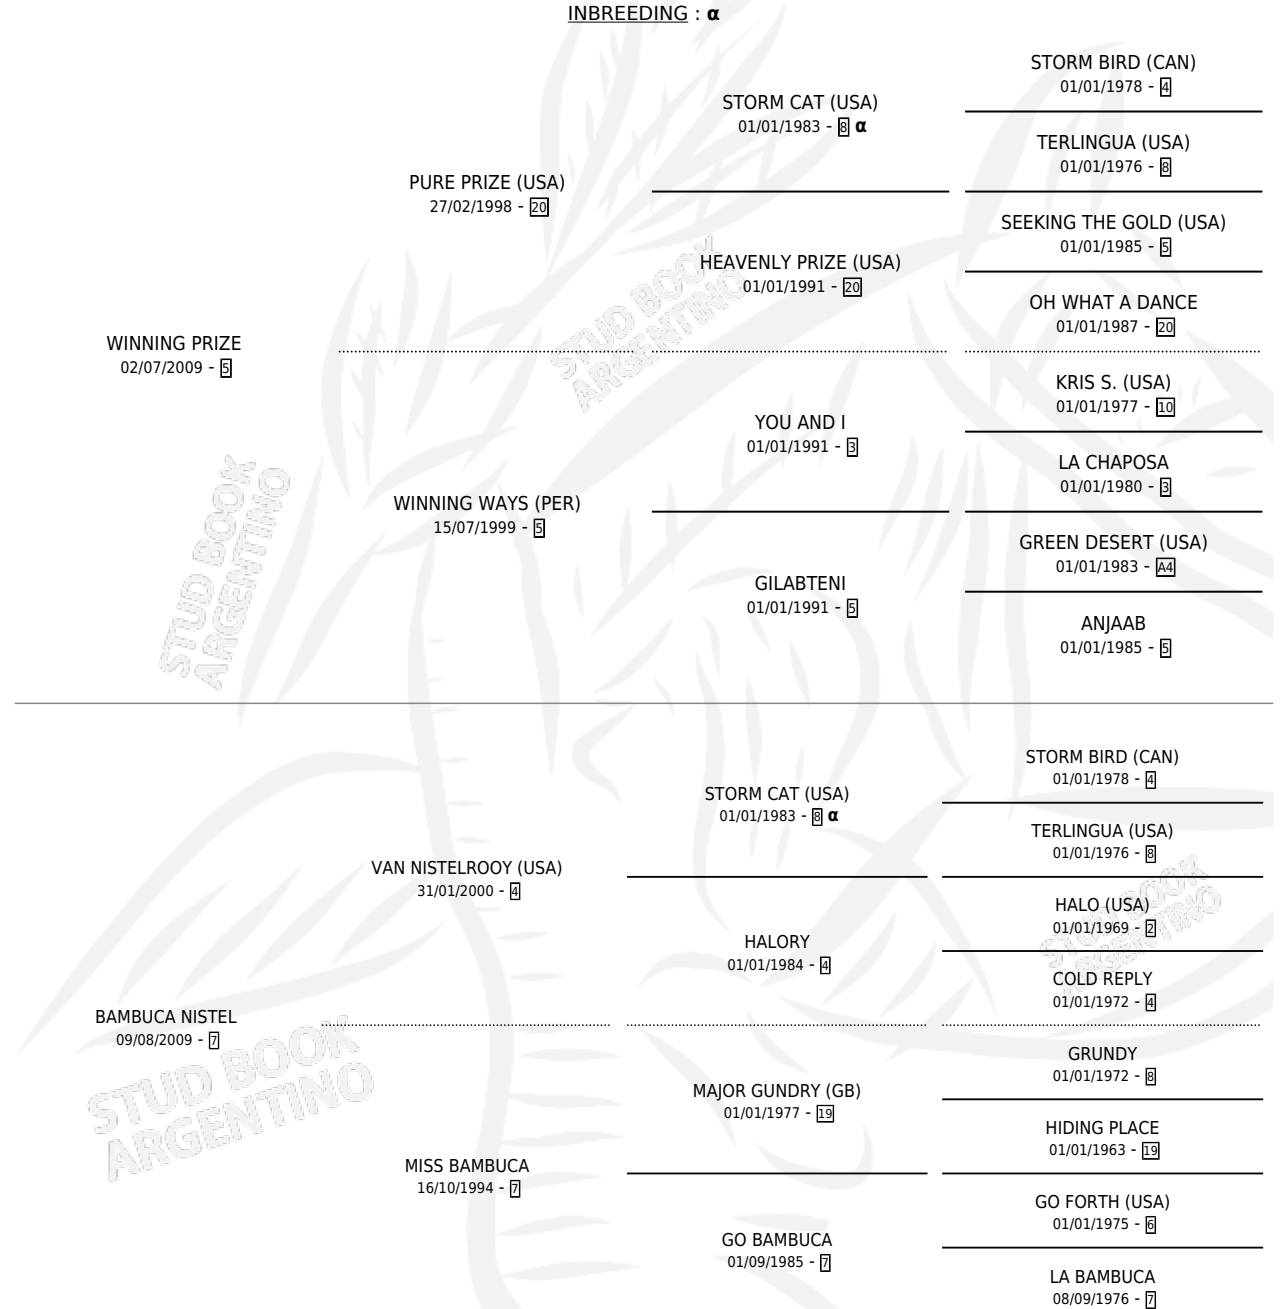 INBREEDING : α
STORM BIRD (CAN)
01/01/1978 - 4
STORM CAT (USA)
01/01/1983 - 8 α
TERLINGUA (USA)
01/01/1976 - 8
PURE PRIZE (USA)
27/02/1998 - 20
SEEKING THE GOLD (USA)
01/01/1985 - 5
HEAVENLY PRIZE (USA)
01/01/1991 - 20
OH WHAT A DANCE
01/01/1987 - 20
WINNING PRIZE
02/07/2009 - 5
KRIS S. (USA)
01/01/1977 - 10
YOU AND I
01/01/1991 - 3
LA CHAPOSA
01/01/1980 - 3
WINNING WAYS (PER)
15/07/1999 - 5
GREEN DESERT (USA)
01/01/1983 - A4
GILABTENI
01/01/1991 - 5
ANJAAB
01/01/1985 - 5
STUD BOOK
ARGENTINO
STUD BOOK
ARGENTINO
STORM BIRD (CAN)
01/01/1978 - 4
STORM CAT (USA)
01/01/1983 - 8 α
TERLINGUA (USA)
01/01/1976 - 8
VAN NISTELROOY (USA)
31/01/2000 - 4
HALO (USA)
01/01/1969 - 2
HALORY
01/01/1984 - 4
COLD REPLY
01/01/1972 - 4
BAMBUCA NISTEL
09/08/2009 - 7
GRUNDY
01/01/1972 - 8
MAJOR GUNDRY (GB)
01/01/1977 - 19
HIDING PLACE
01/01/1963 - 19
MISS BAMBUCA
16/10/1994 - 7
GO FORTH (USA)
01/01/1975 - 6
GO BAMBUCA
01/09/1985 - 7
LA BAMBUCA
08/09/1976 - 7
STUD BOOK
ARGENTINO
STUD BOOK
ARGENTINO